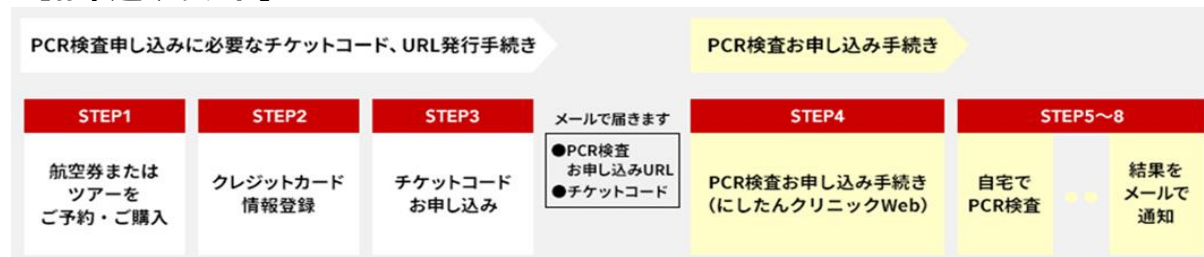 PCR検査申し込みに必要なチケットコード、URL発行手続き
PCR検査お申し込み手続き
STEP1
航空券または
ツアーを
ご予約・ご購入
STEP2
クレジットカード
情報登録
STEP3
チケットコード
お申し込み
メールで届きます
●PCR検査
お申し込みURL
●チケットコード
STEP4
PCR検査お申し込み手続き
(にしたんクリニックWeb)
STEP5〜8
自宅で
PCR検査
結果を
メールで
通知